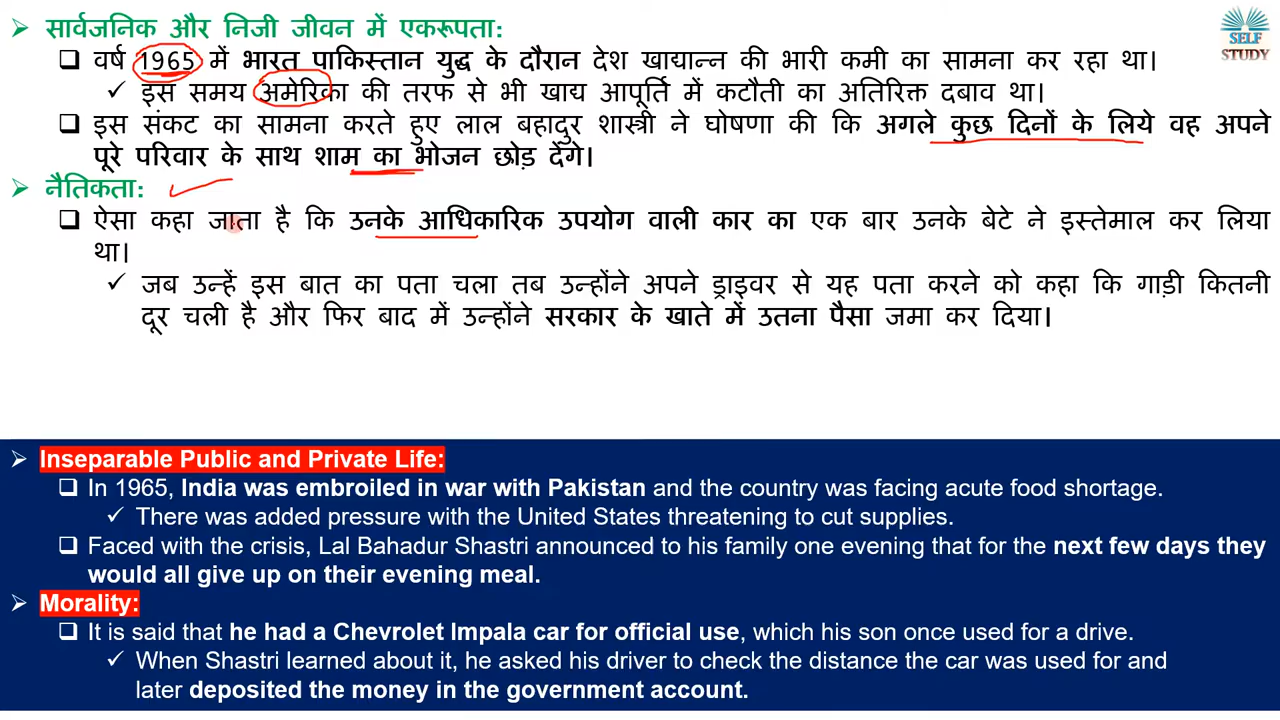 सार्वजनिक और निजी जीवन में एकरूपता:
SELF
STUDY
वर्ष 1965 में भारत पाकिस्तान युद्ध के दौरान देश खाद्यान्न की भारी कमी का सामना कर रहा था।
इस समय अमेरिका की तरफ से भी खाद्य आपूर्ति में कटौती का अतिरिक्त दबाव था।
इस संकट का सामना करते हुए लाल बहादुर शास्त्री ने घोषणा की कि अगले कुछ दिनों के लिये वह अपने
पूरे परिवार के साथ शाम का भोजन छोड़ देंगे।
नैतिकता:
ऐसा कहा जाता है कि उनके आधिकारिक उपयोग वाली कार का एक बार उनके बेटे ने इस्तेमाल कर लिया
था।
जब उन्हें इस बात का पता चला तब उन्होंने अपने ड्राइवर से यह पता करने को कहा कि गाड़ी कितनी
दूर चली है और फिर बाद में उन्होंने सरकार के खाते में उतना पैसा जमा कर दिया।
Inseparable Public and Private Life:
In 1965, India was embroiled in war with Pakistan and the country was facing acute food shortage.
There was added pressure with the United States threatening to cut supplies.
Faced with the crisis, Lal Bahadur Shastri announced to his family one evening that for the next few days they
would all give up on their evening meal.
Morality:
It is said that he had a Chevrolet Impala car for official use, which his son once used for a drive.
When Shastri learned about it, he asked his driver to check the distance the car was used for and
later deposited the money in the government account.